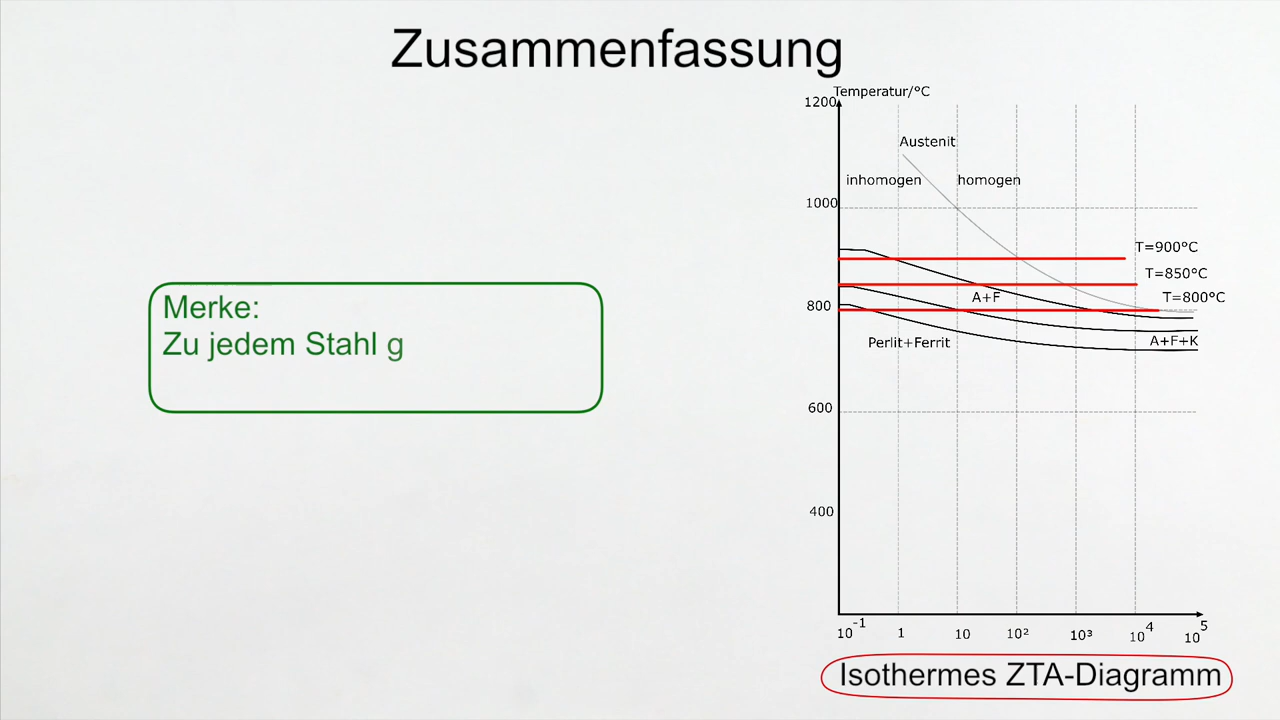 Zusammenfassung
Temperatur/°C
1200
Austenit
inhomogen homogen
1000
T=900°C
T=850°C
A+F
T=800°C
800
Perlit+Ferrit
A+F+K
600
400
10⁻¹ 1 10 10² 10³ 10⁴ 10⁵
Isothermes ZTA-Diagramm
Merke:
Zu jedem Stahl g